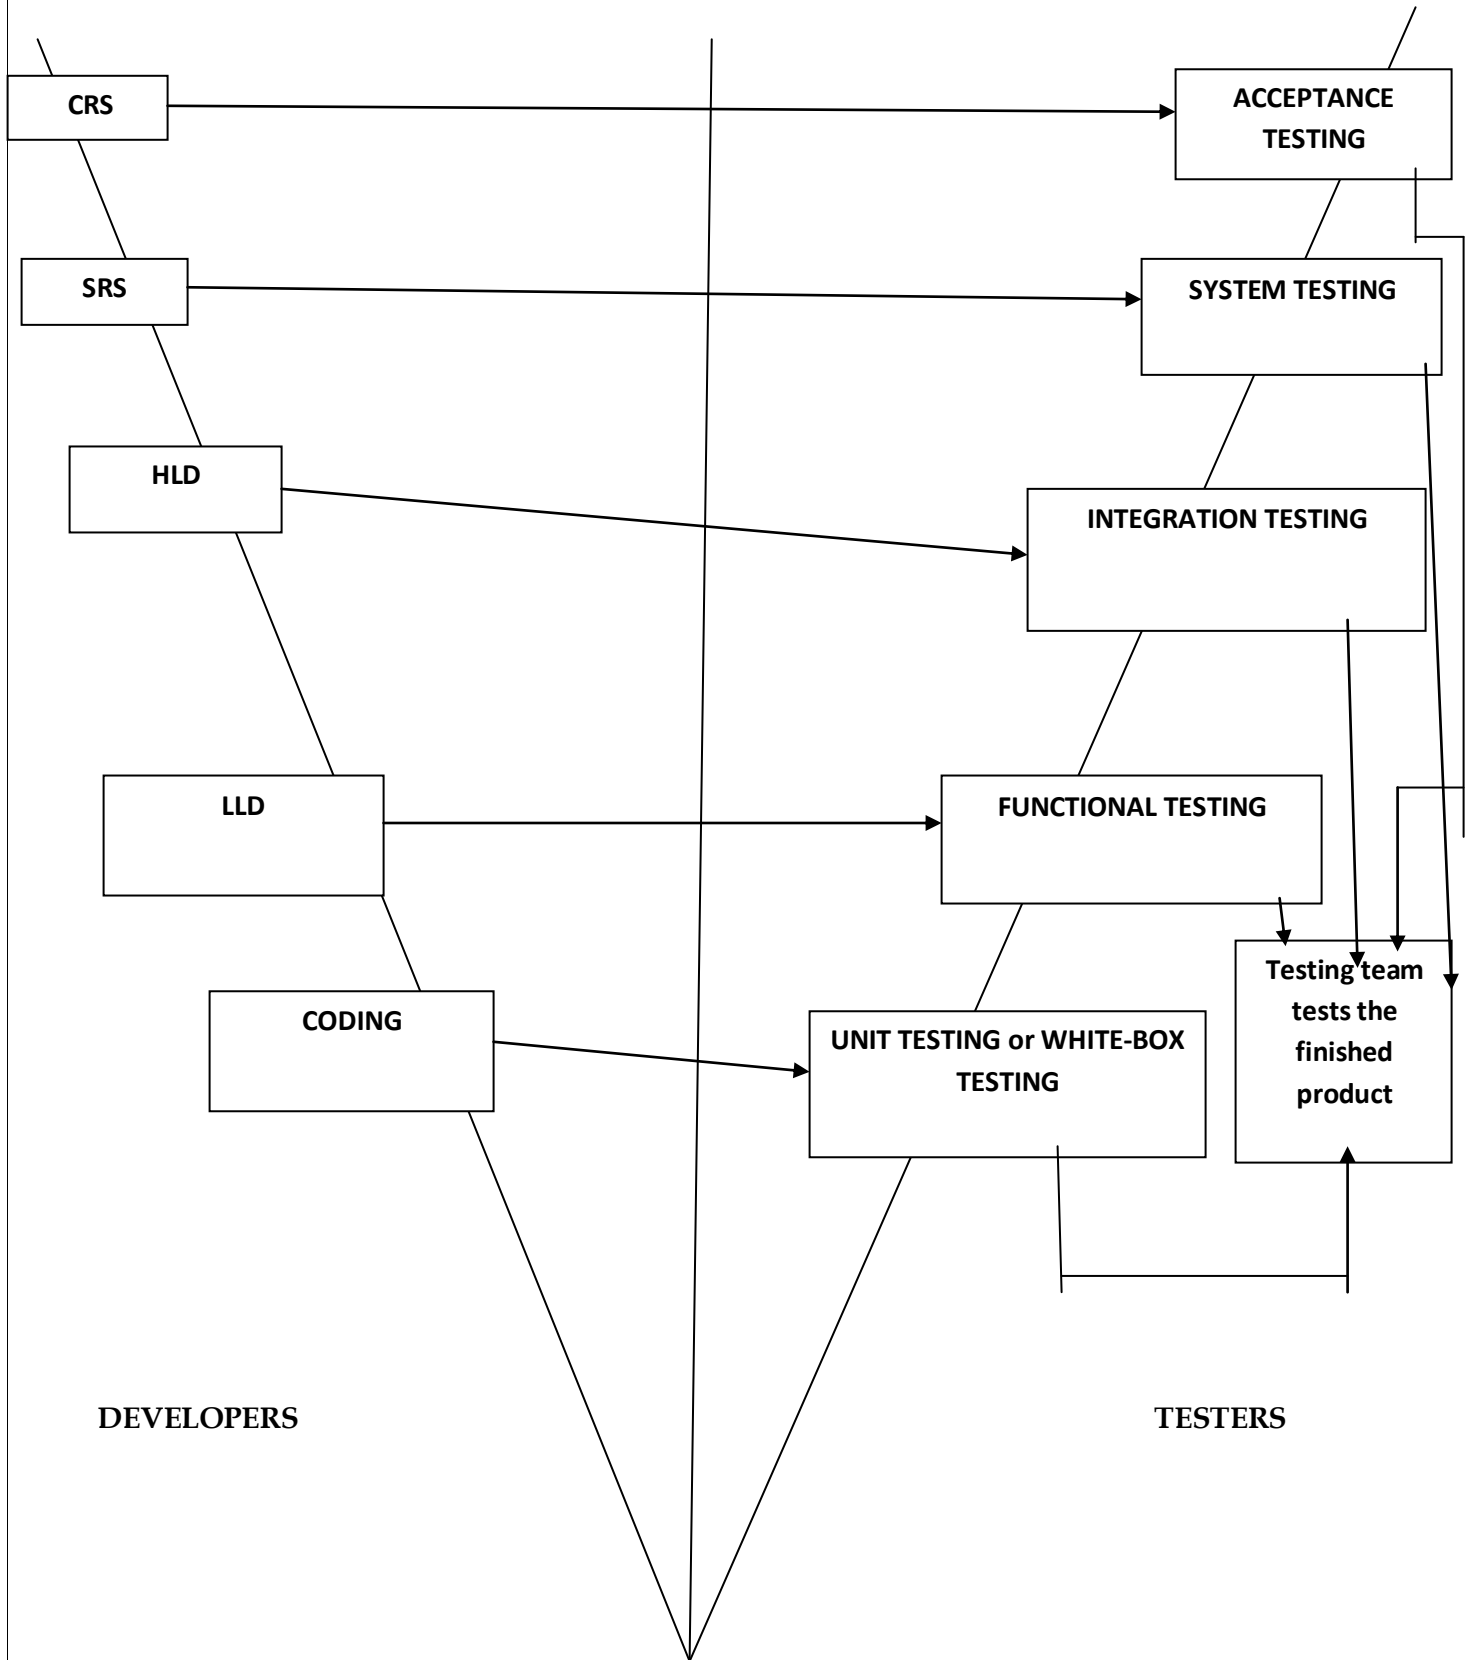 CRS
ACCEPTANCE
TESTING
SRS
SYSTEM TESTING
HLD
INTEGRATION TESTING
LLD
FUNCTIONAL TESTING
CODING
UNIT TESTING or WHITE-BOX
TESTING
Testing team
tests the
finished
product
DEVELOPERS
TESTERS